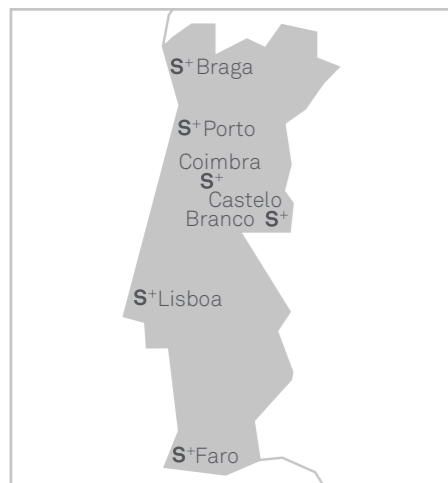 S+ Braga
S+ Porto
Coimbra
S+
Castelo
Branco S+
S+ Lisboa
S+ Faro